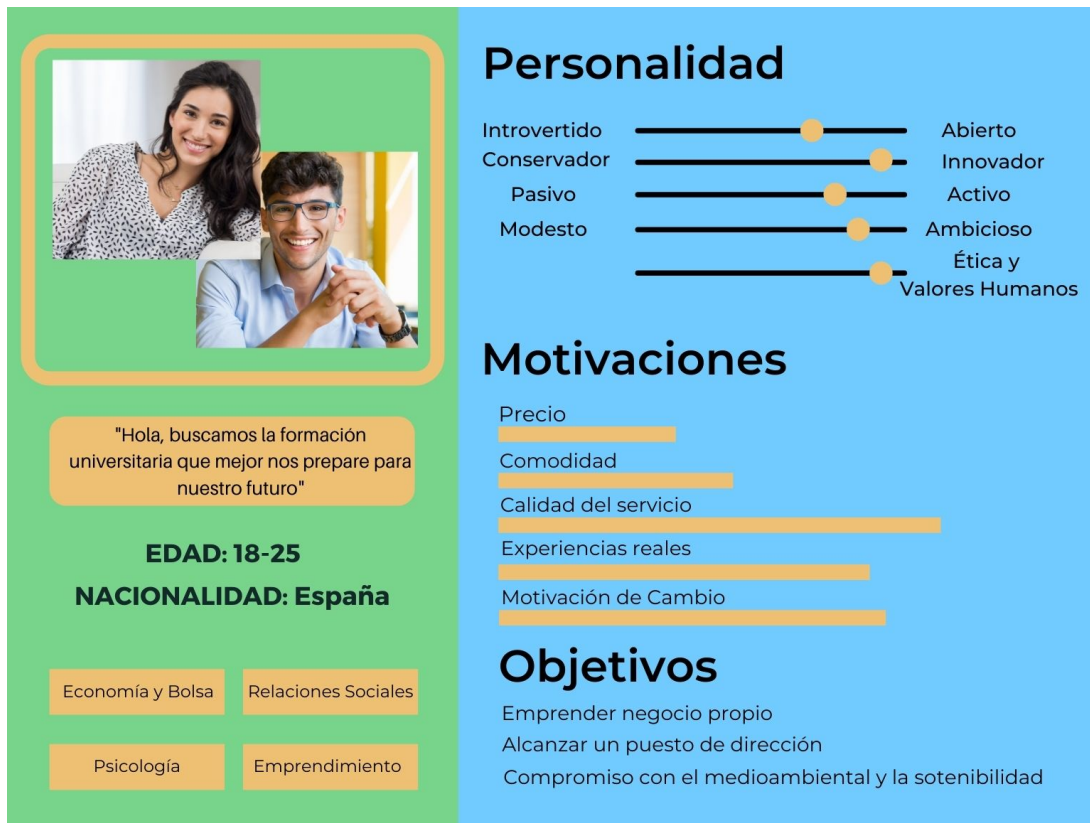 "Hola, buscamos la formación
universitaria que mejor nos prepare para
nuestro futuro"
EDAD: 18-25
NACIONALIDAD: España
Economía y Bolsa
Relaciones Sociales
Psicología
Emprendimiento
Personalidad
Introvertido Abierto
Conservador Innovador
Pasivo Activo
Modesto Ambicioso
Ética y
Valores Humanos
Motivaciones
Precio
Comodidad
Calidad del servicio
Experiencias reales
Motivación de Cambio
Objetivos
Emprender negocio propio
Alcanzar un puesto de dirección
Compromiso con el medioambiental y la sotenibilidad